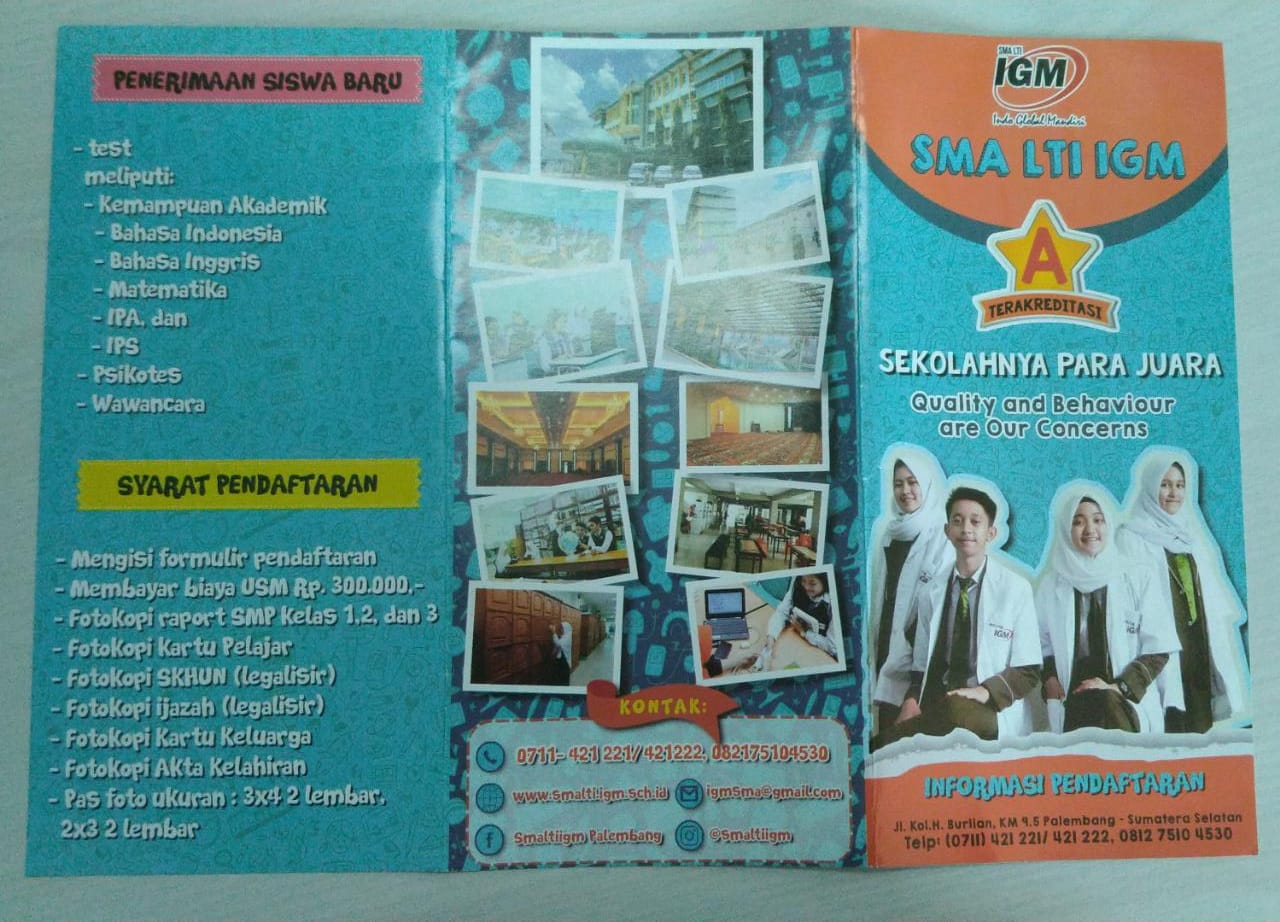 PENERIMAAN SISWA BARU
- test
meliputi:
- Kemampuan Akademik
- Bahasa Indonesia
- Bahasa Inggris
- Matematika
- IPA, dan
- IPS
- Psikotes
- Wawancara
SYARAT PENDAFTARAN
- Mengisi formulir pendaftaran
- Membayar biaya USM Rp. 300.000,-
- Fotokopi raport SMP Kelas 1,2, dan 3
- Fotokopi Kartu Pelajar
- Fotokopi SKHUN (legalisir)
- Fotokopi ijazah (legalisir)
- Fotokopi Kartu Keluarga
- Fotokopi Akta Kelahiran
- Pas foto ukuran : 3x4 2 lembar,
2x3 2 lembar
KONTAK:
0711- 421 221/ 421222, 082175104530
www.smalti.igm.sch.id
igmsma@gmail.com
Smaltiigm Palembang
@Smaltiigm
SMA LTI
IGM
Indo Global Mandiri
SMA LTI IGM
A
TERAKREDITASI
SEKOLAHNYA PARA JUARA
Quality and Behaviour
are Our Concerns
IGM
IGM
INFORMASI PENDAFTARAN
Jl. Kol.H. Burlian, KM 9.5 Palembang - Sumatera Selatan
Telp: (0711) 421 221/ 421 222, 0812 7510 4530